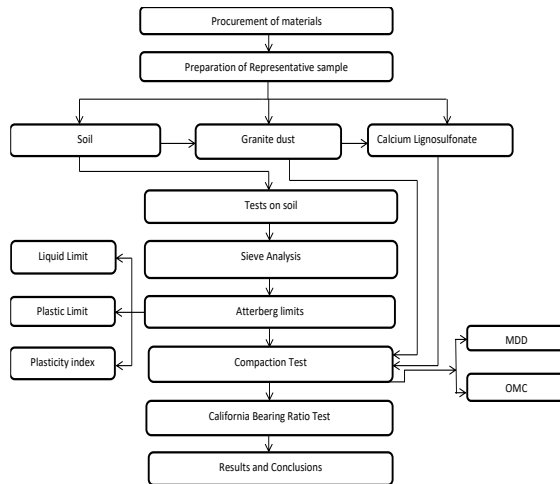 Procurement of materials
Preparation of Representative sample
Soil
Granite dust
Calcium Lignosulfonate
Tests on soil
Liquid Limit
Sieve Analysis
Plastic Limit
Atterberg limits
MDD
Plasticity index
Compaction Test
OMC
California Bearing Ratio Test
Results and Conclusions